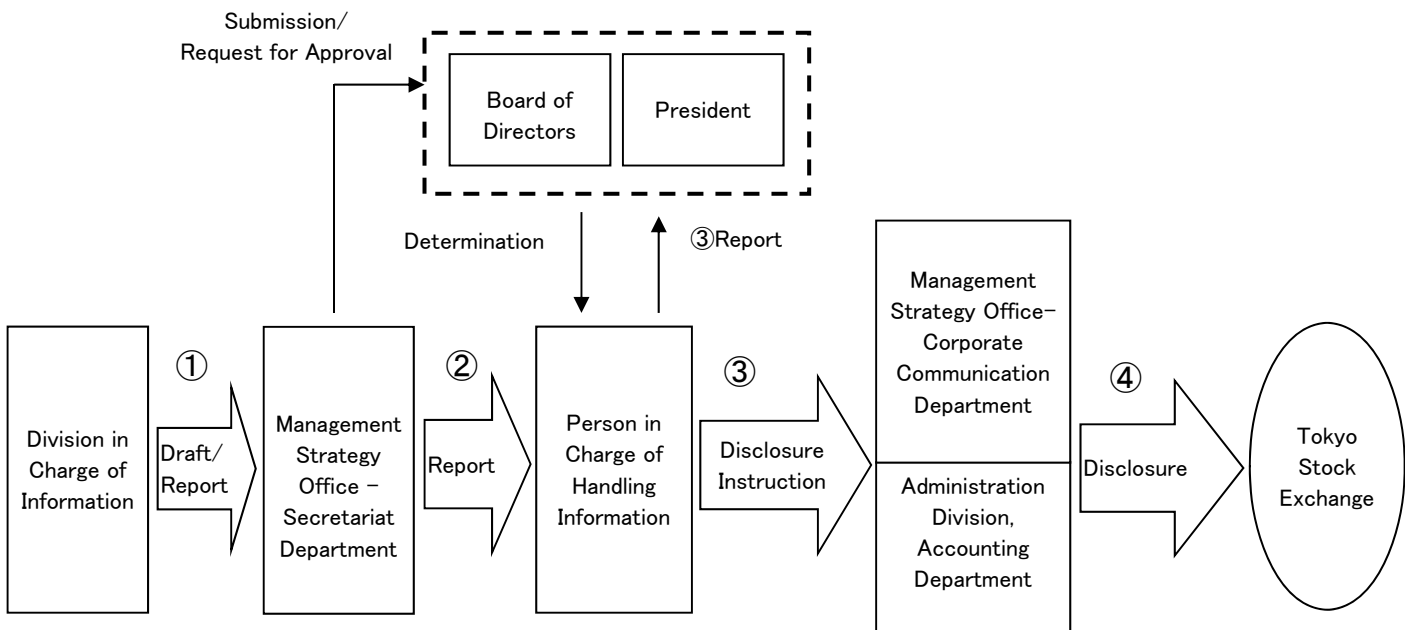 Submission/
Request for Approval
Board of
Directors
President
Determination
③Report
①
②
③
④
Division in
Charge of
Information
Draft/
Report
Management
Strategy
Office −
Secretariat
Department
Report
Person in
Charge of
Handling
Information
Disclosure
Instruction
Management
Strategy Office−
Corporate
Communication
Department
Administration
Division,
Accounting
Department
Disclosure
Tokyo
Stock
Exchange